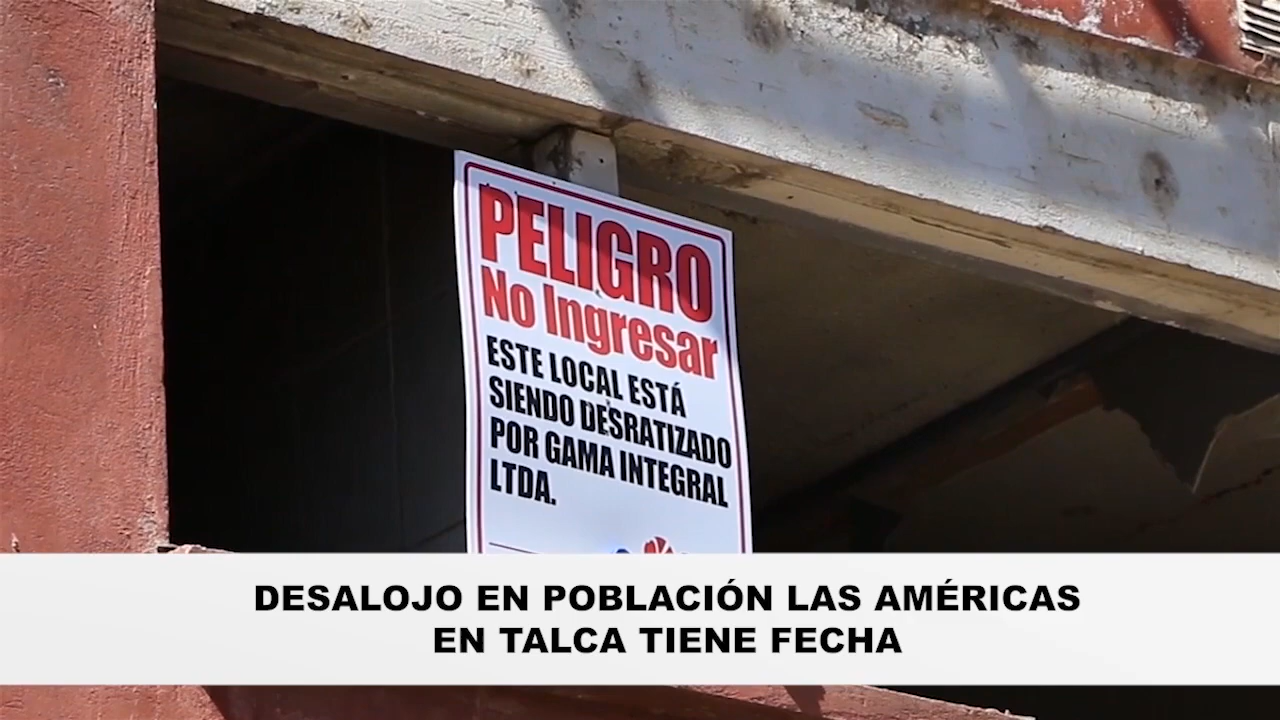 PELIGRO
No Ingresar
ESTE LOCAL ESTÁ
SIENDO DESRATIZADO
POR GAMA INTEGRAL
LTDA.
DESALOJO EN POBLACIÓN LAS AMÉRICAS
EN TALCA TIENE FECHA